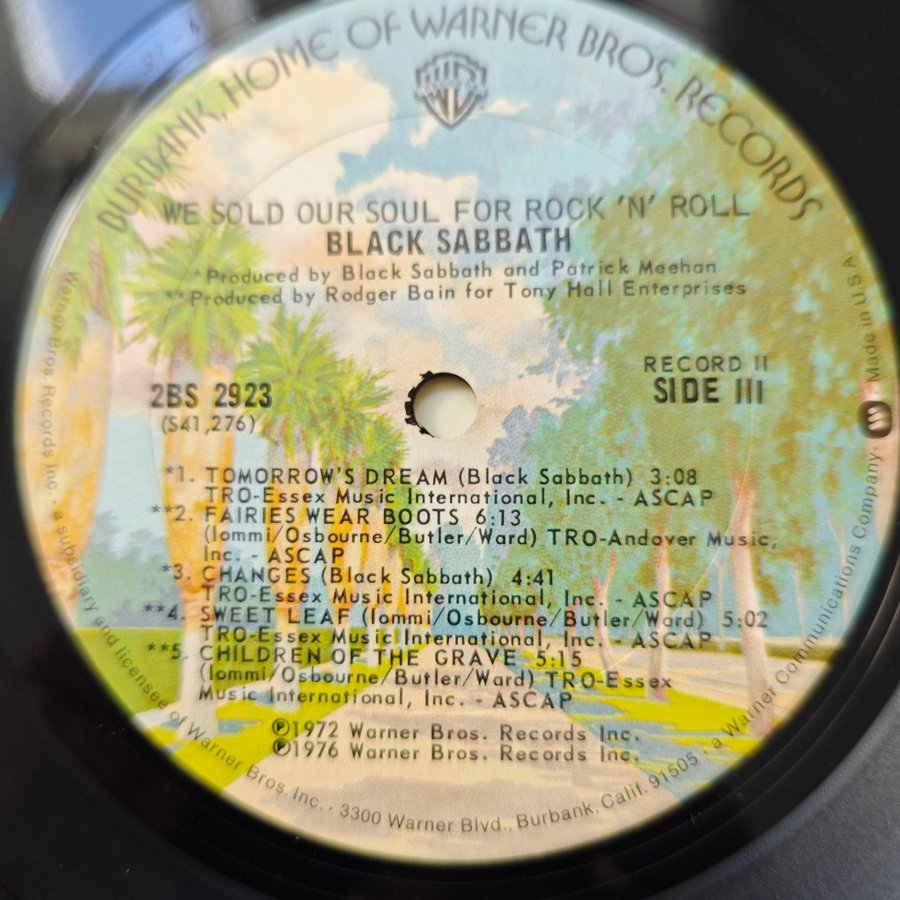 BURBANK, HOME OF WARNER BROS. RECORDS
WB
WE SOLD OUR SOUL FOR ROCK 'N' ROLL
BLACK SABBATH
*Produced by Black Sabbath and Patrick Meehan
**Produced by Rodger Bain for Tony Hall Enterprises
2BS 2923
(S41,276)
RECORD II
SIDE III
*1. TOMORROW'S DREAM (Black Sabbath) 3:08
TRO-Essex Music International, Inc. - ASCAP
**2. FAIRIES WEAR BOOTS 6:13
(Iommi/Osbourne/Butler/Ward) TRO-Andover Music,
Inc. - ASCAP
*3. CHANGES (Black Sabbath) 4:41
TRO-Essex Music International, Inc. - ASCAP
**4. SWEET LEAF (Iommi/Osbourne/Butler/Ward) 5:02
TRO-Essex Music International, Inc. - ASCAP
**5. CHILDREN OF THE GRAVE 5:15
(Iommi/Osbourne/Butler/Ward) TRO-Essex
Music International, Inc. - ASCAP
℗1972 Warner Bros. Records Inc.
℗1976 Warner Bros. Records Inc.
Warner Bros Records Inc. · a subsidiary and licensee of Warner Bros. Inc. · 3300 Warner Blvd., Burbank, Calif. 91505 · a Warner Communications Company. · Made in U.S.A.